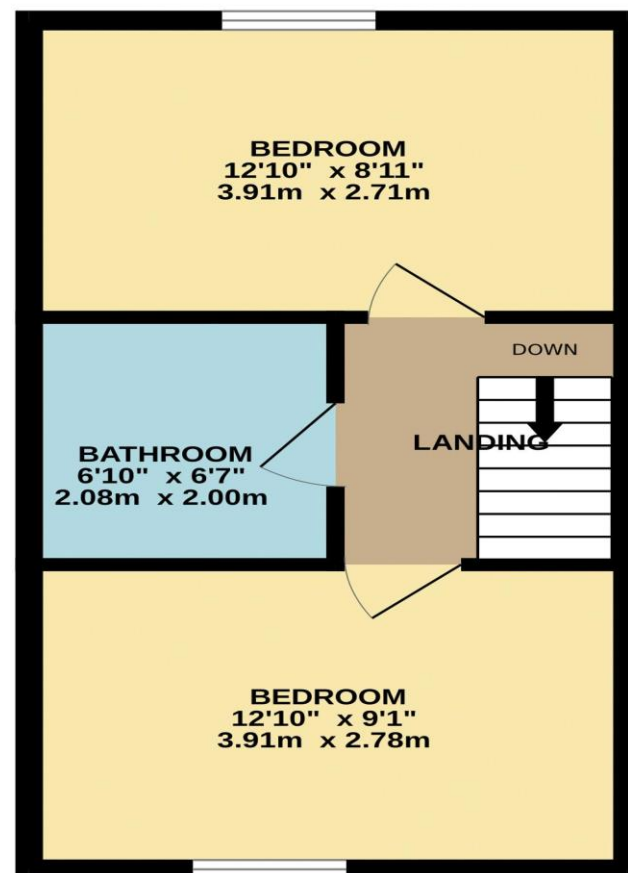 BEDROOM
12'10" x 8'11"
3.91m x 2.71m
DOWN
LANDING
BATHROOM
6'10" x 6'7"
2.08m x 2.00m
BEDROOM
12'10" x 9'1"
3.91m x 2.78m